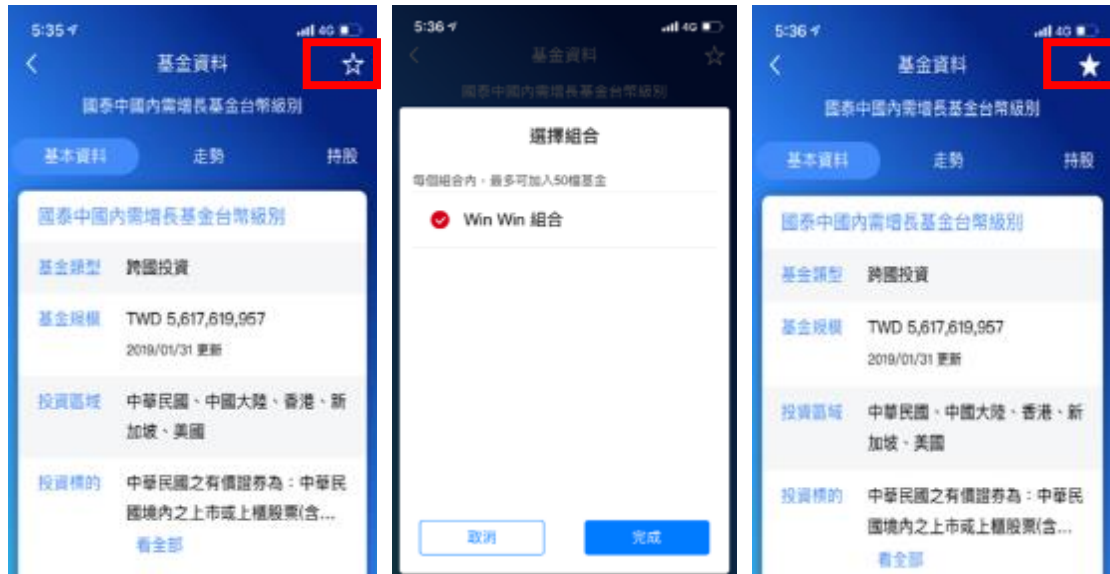 5:35
4G
基金資料
國泰中國內需增長基金台幣級別
基本資料
走勢
持股
國泰中國內需增長基金台幣級別
基金類型
跨國投資
基金規模
TWD 5,617,619,957
2019/01/31 更新
投資區域
中華民國、中國大陸、香港、新
加坡、美國
投資標的
中華民國之有價證券為：中華民
國境內之上市或上櫃股票(含...
看全部
5:36
4G
基金資料
國泰中國內需增長基金台幣級別
選擇組合
每個組合內，最多可加入50檔基金
Win Win 組合
取消
完成
5:36
4G
基金資料
國泰中國內需增長基金台幣級別
基本資料
走勢
持股
國泰中國內需增長基金台幣級別
基金類型
跨國投資
基金規模
TWD 5,617,619,957
2019/01/31 更新
投資區域
中華民國、中國大陸、香港、新
加坡、美國
投資標的
中華民國之有價證券為：中華民
國境內之上市或上櫃股票(含...
看全部